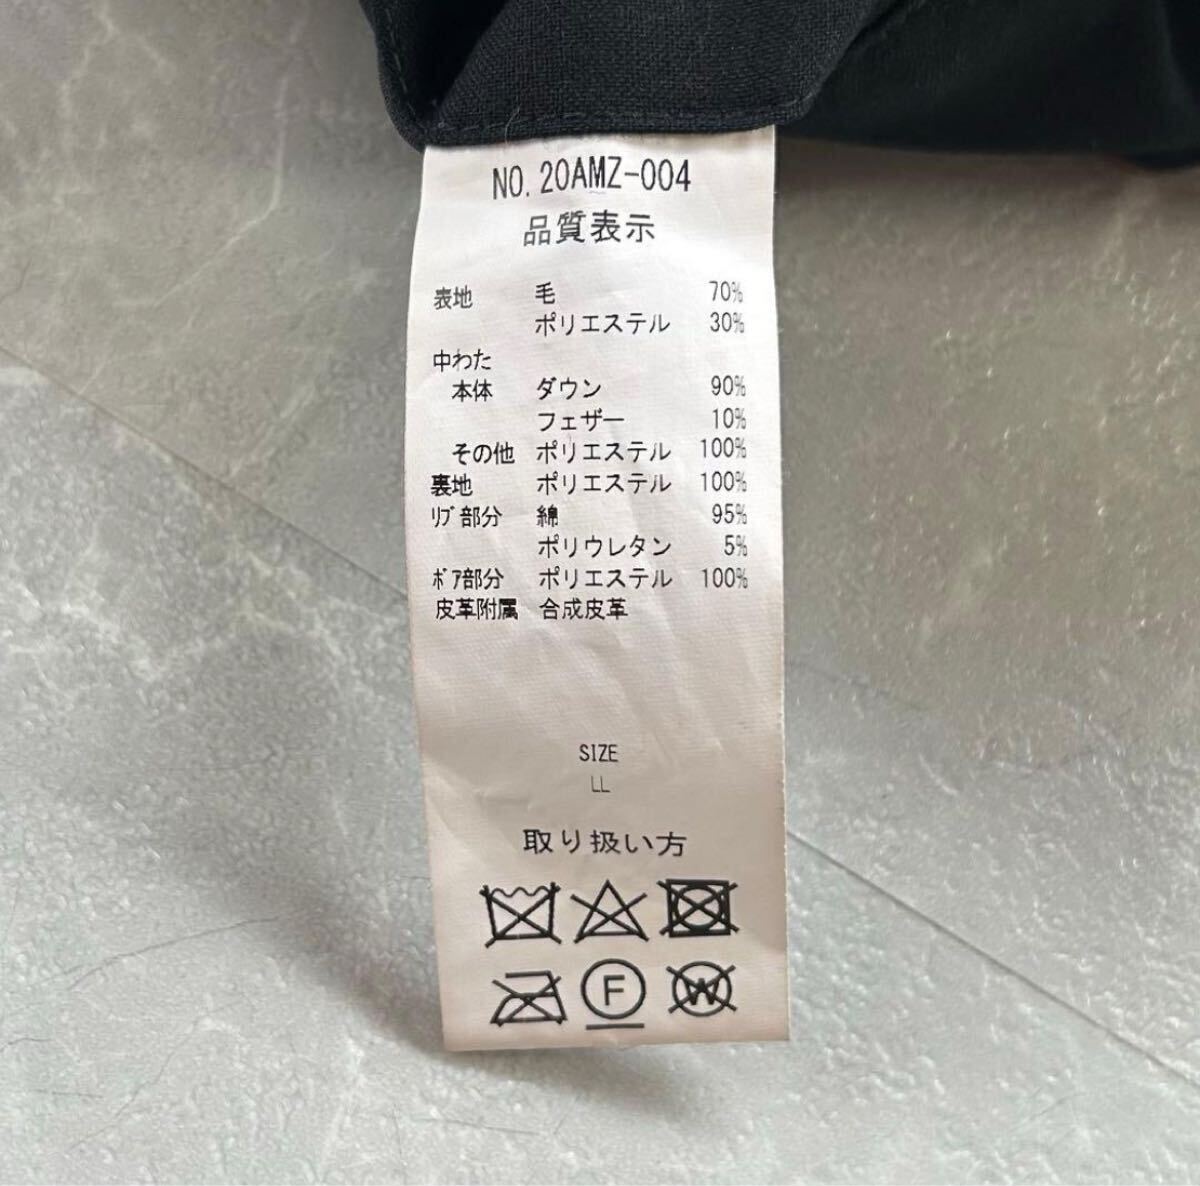 NO. 20AMZ-004
品質表示
表地 毛 70%
ポリエステル 30%
中わた
本体 ダウン 90%
フェザー 10%
その他 ポリエステル 100%
裏地 ポリエステル 100%
ﾘﾌﾞ部分 綿 95%
ポリウレタン 5%
ﾎﾞｱ部分 ポリエステル 100%
皮革附属 合成皮革
SIZE
LL
取り扱い方
F W